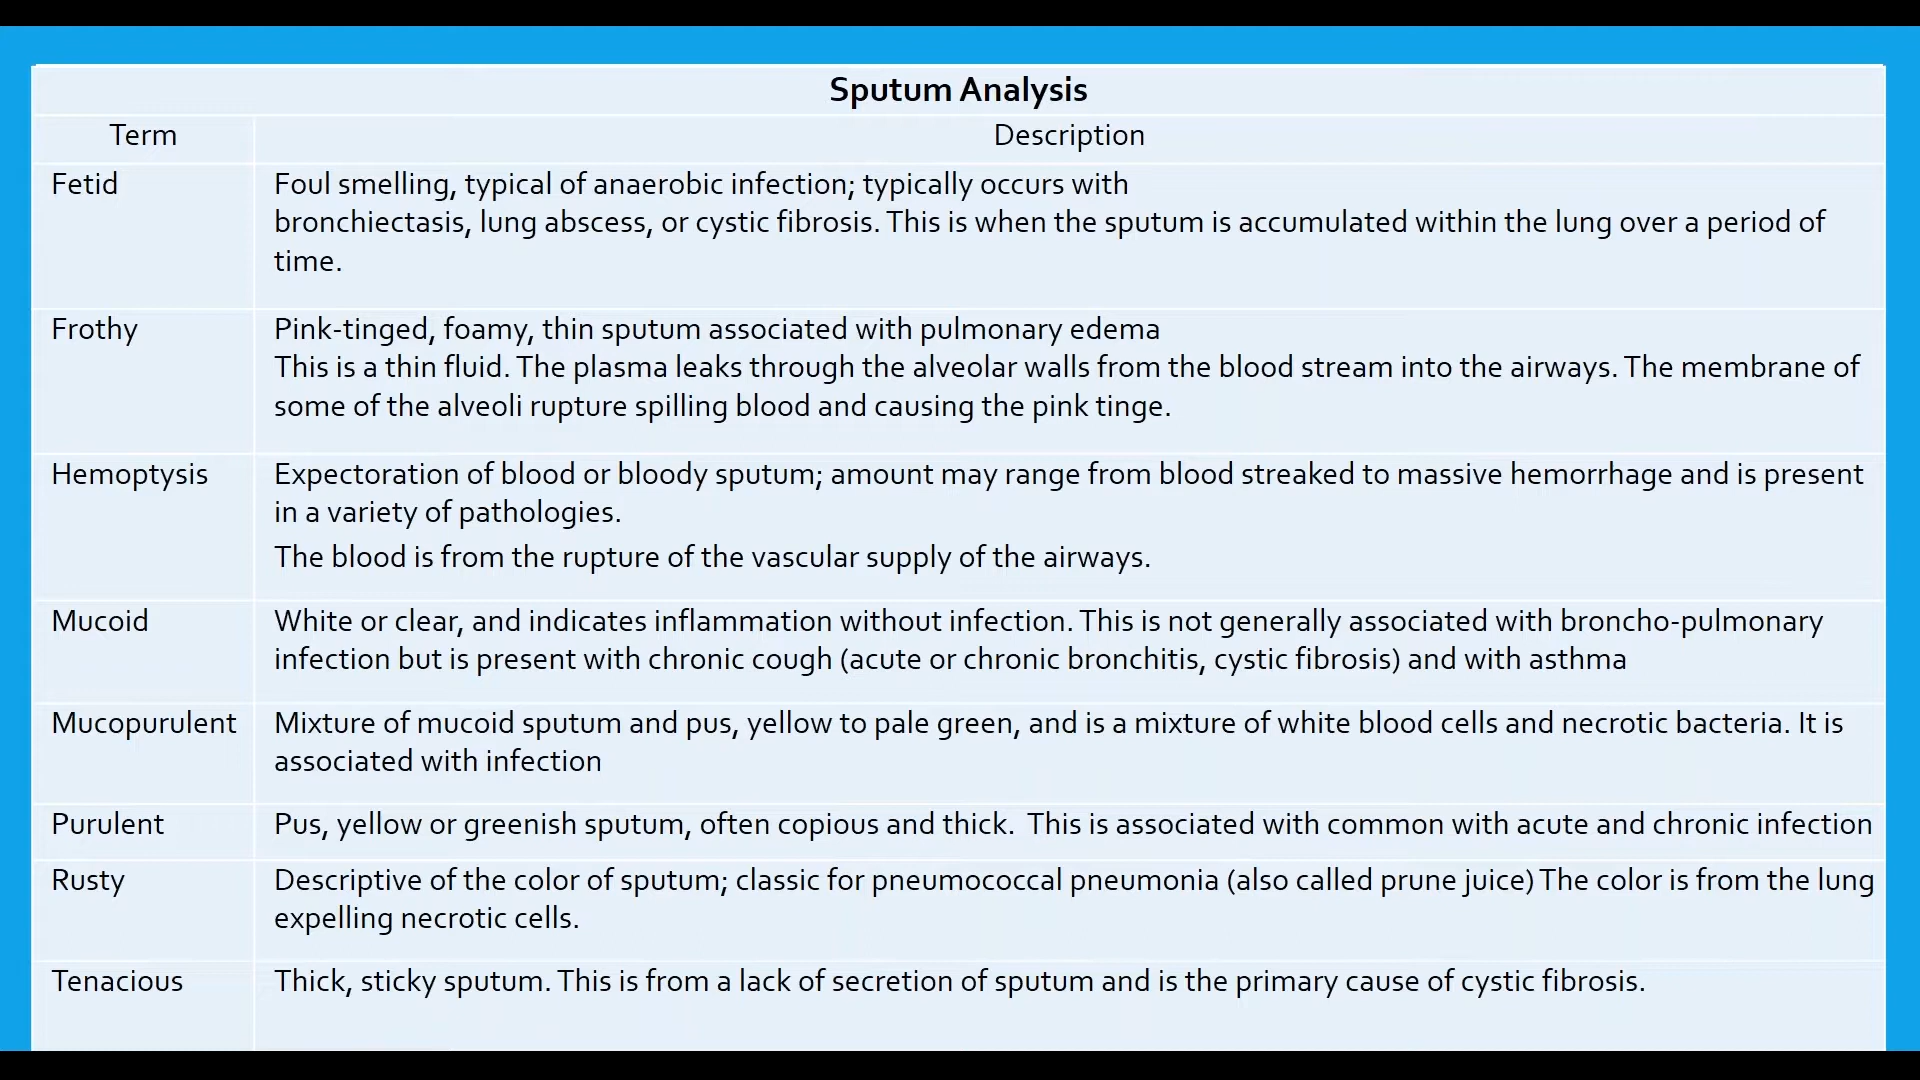 Sputum Analysis
Term Description
Fetid Foul smelling, typical of anaerobic infection; typically occurs with
bronchiectasis, lung abscess, or cystic fibrosis. This is when the sputum is accumulated within the lung over a period of
time.
Frothy Pink-tinged, foamy, thin sputum associated with pulmonary edema
This is a thin fluid. The plasma leaks through the alveolar walls from the blood stream into the airways. The membrane of
some of the alveoli rupture spilling blood and causing the pink tinge.
Hemoptysis Expectoration of blood or bloody sputum; amount may range from blood streaked to massive hemorrhage and is present
in a variety of pathologies.
The blood is from the rupture of the vascular supply of the airways.
Mucoid White or clear, and indicates inflammation without infection. This is not generally associated with broncho-pulmonary
infection but is present with chronic cough (acute or chronic bronchitis, cystic fibrosis) and with asthma
Mucopurulent Mixture of mucoid sputum and pus, yellow to pale green, and is a mixture of white blood cells and necrotic bacteria. It is
associated with infection
Purulent Pus, yellow or greenish sputum, often copious and thick. This is associated with common with acute and chronic infection
Rusty Descriptive of the color of sputum; classic for pneumococcal pneumonia (also called prune juice) The color is from the lung
expelling necrotic cells.
Tenacious Thick, sticky sputum. This is from a lack of secretion of sputum and is the primary cause of cystic fibrosis.